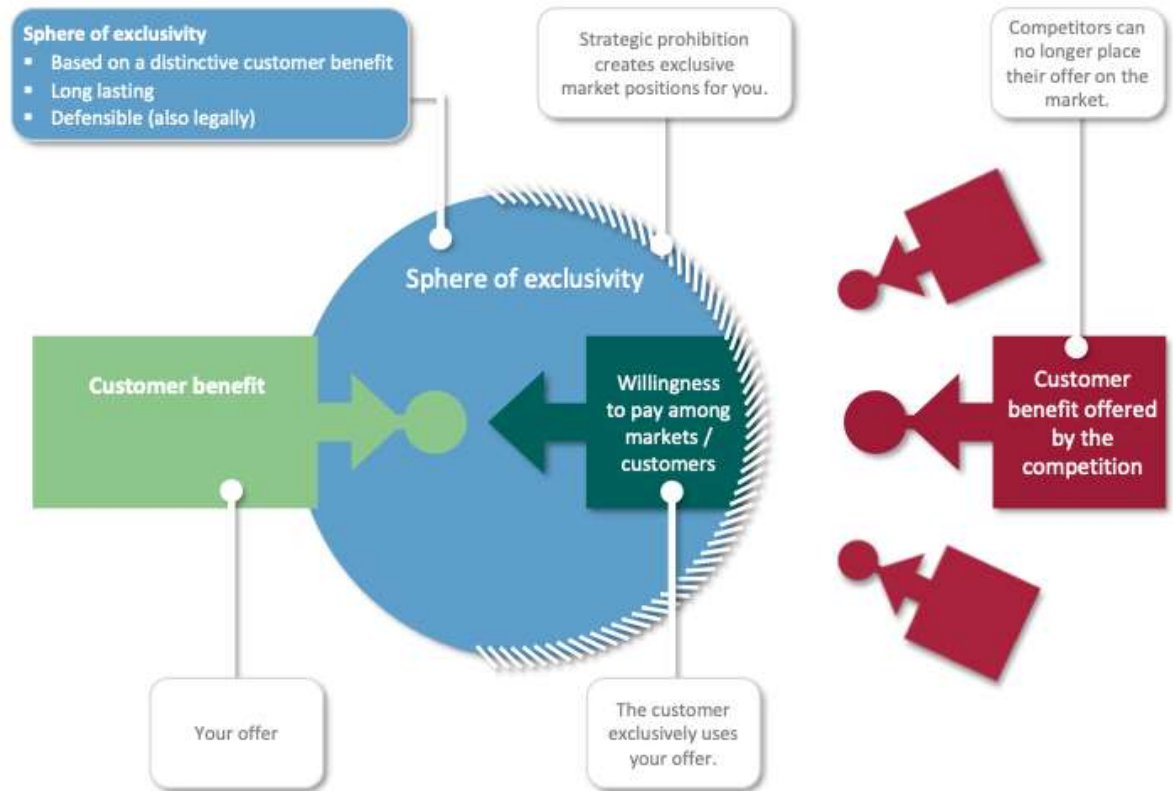 Sphere of exclusivity
▪ Based on a distinctive customer benefit
▪ Long lasting
▪ Defensible (also legally)
Strategic prohibition
creates exclusive
market positions for you.
Competitors can
no longer place
their offer on the
market.
Sphere of exclusivity
Customer benefit
Willingness
to pay among
markets /
customers
Customer
benefit offered
by the
competition
Your offer
The customer
exclusively uses
your offer.